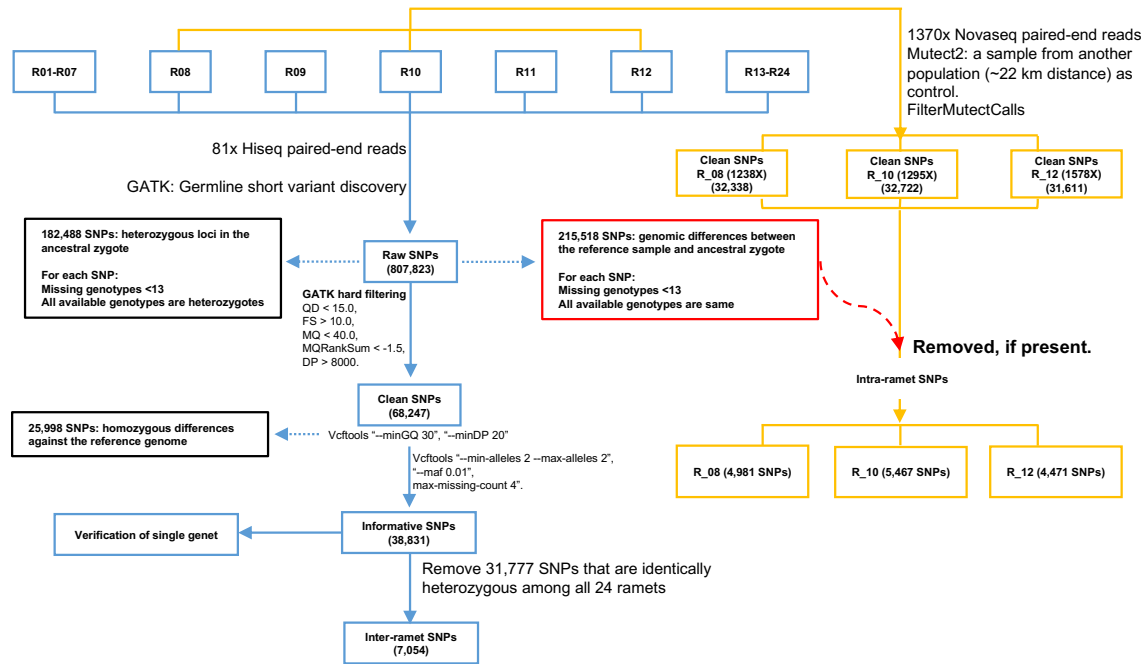 1370x Novaseq paired-end reads
Mutect2: a sample from another
population (~22 km distance) as
control.
FilterMutectCalls
R01-R07
R08
R09
R10
R11
R12
R13-R24
81x Hiseq paired-end reads
GATK: Germline short variant discovery
Clean SNPs
R_08 (1238X)
(32,338)
Clean SNPs
R_10 (1295X)
(32,722)
Clean SNPs
R_12 (1578X)
(31,611)
182,488 SNPs: heterozygous loci in the
ancestral zygote
For each SNP:
Missing genotypes <13
All available genotypes are heterozygotes
Raw SNPs
(807,823)
215,518 SNPs: genomic differences between
the reference sample and ancestral zygote
For each SNP:
Missing genotypes <13
All available genotypes are same
GATK hard filtering
QD < 15.0,
FS > 10.0,
MQ < 40.0,
MQRankSum < -1.5,
DP > 8000.
Removed, if present.
Intra-ramet SNPs
Clean SNPs
(68,247)
25,998 SNPs: homozygous differences
against the reference genome
Vcftools “--minGQ 30”, “--minDP 20”
Vcftools “--min-alleles 2 --max-alleles 2”,
“--maf 0.01”,
max-missing-count 4”.
R_08 (4,981 SNPs)
R_10 (5,467 SNPs)
R_12 (4,471 SNPs)
Verification of single genet
Informative SNPs
(38,831)
Remove 31,777 SNPs that are identically
heterozygous among all 24 ramets
Inter-ramet SNPs
(7,054)